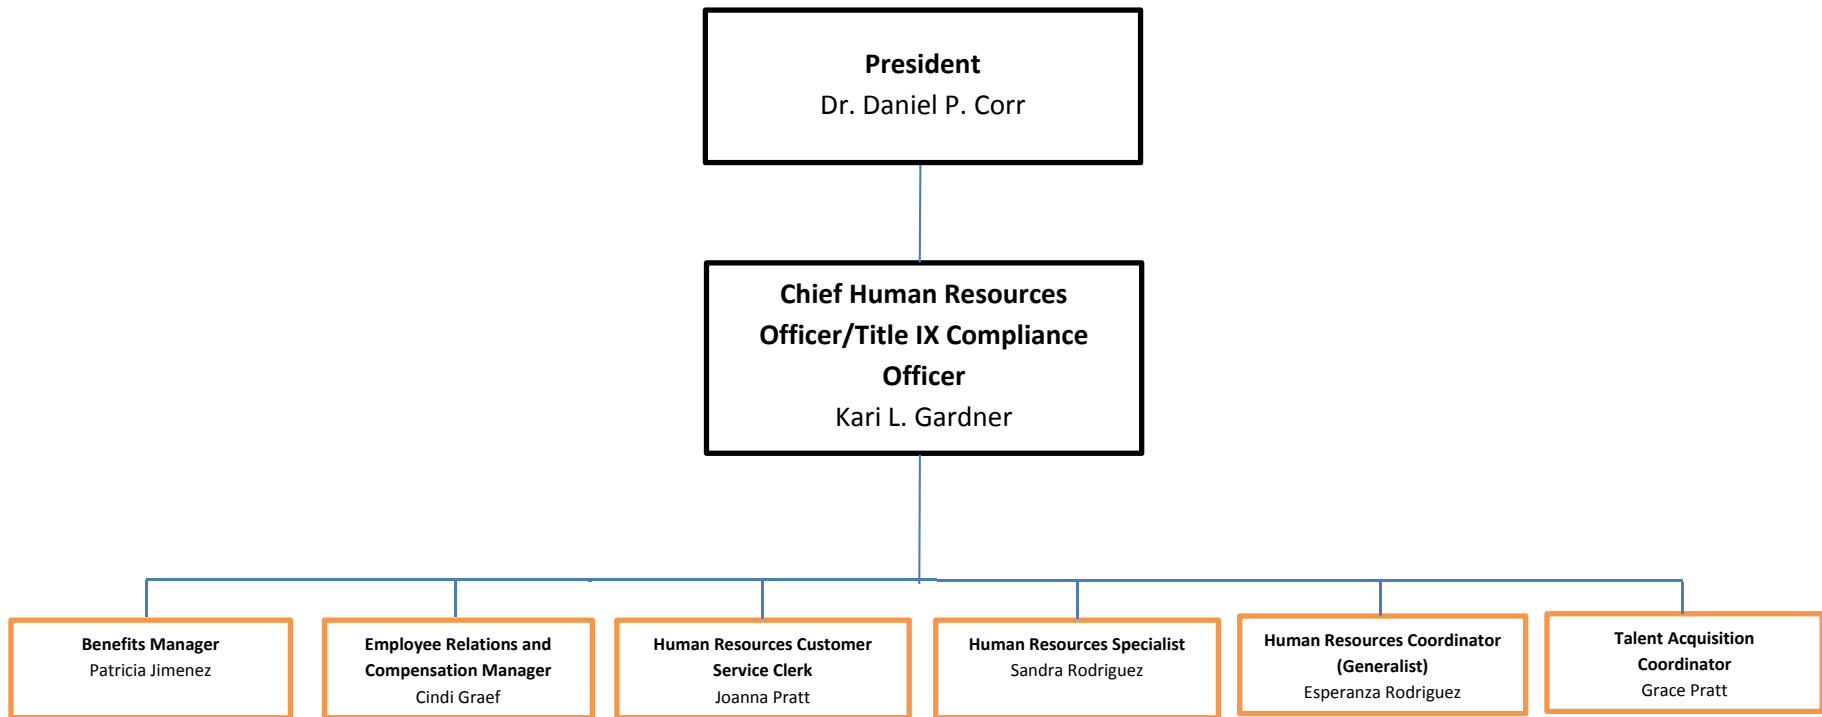 President
Dr. Daniel P. Corr
Chief Human Resources
Officer/Title IX Compliance
Officer
Kari L. Gardner
Benefits Manager
Patricia Jimenez
Employee Relations and
Compensation Manager
Cindi Graef
Human Resources Customer
Service Clerk
Joanna Pratt
Human Resources Specialist
Sandra Rodriguez
Human Resources Coordinator
(Generalist)
Esperanza Rodriguez
Talent Acquisition
Coordinator
Grace Pratt